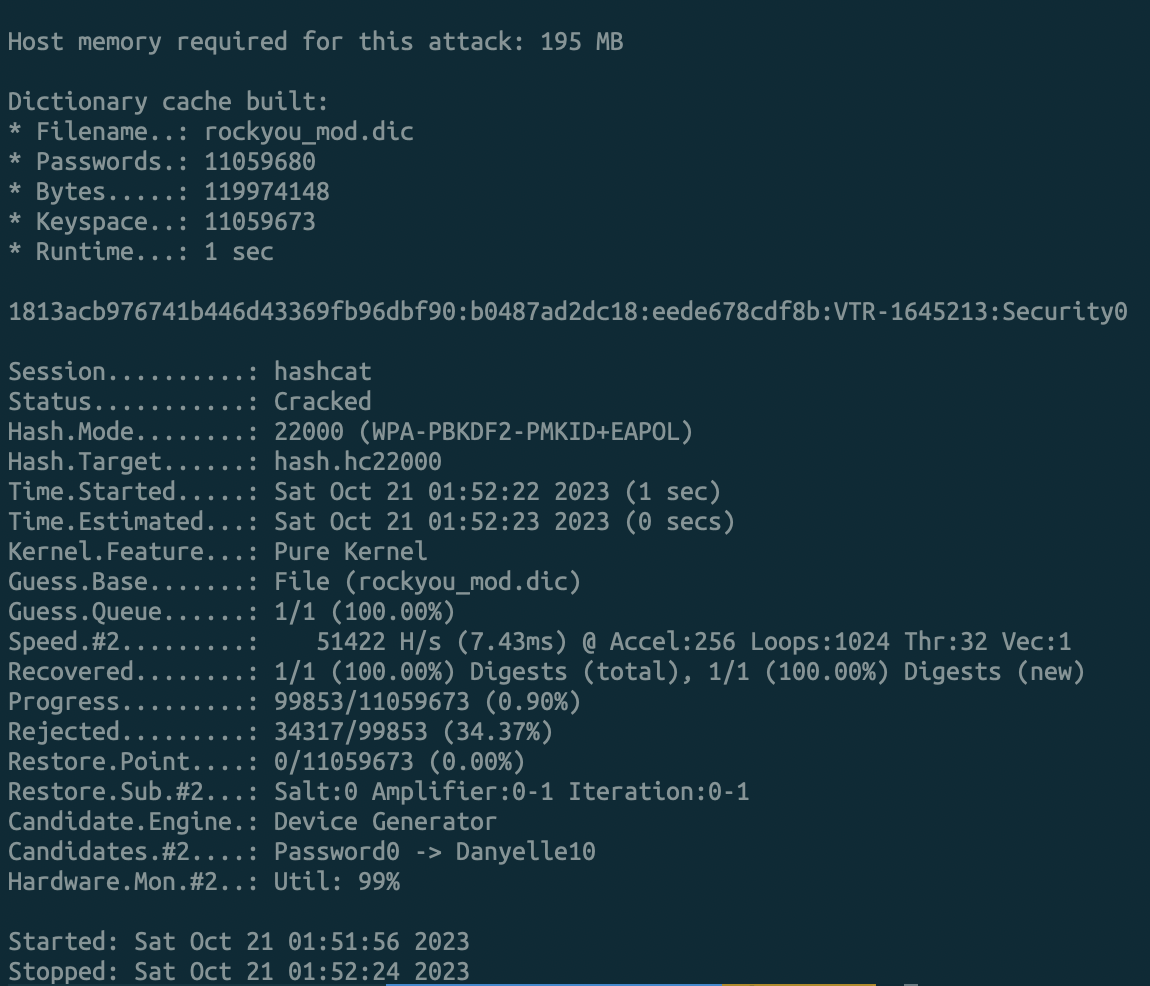 Host memory required for this attack: 195 MB
Dictionary cache built:
* Filename..: rockyou_mod.dic
* Passwords.: 11059680
* Bytes.....: 119974148
* Keyspace..: 11059673
* Runtime...: 1 sec
1813acb976741b446d43369fb96dbf90:b0487ad2dc18:eede678cdf8b:VTR-1645213:Security0
Session..........: hashcat
Status...........: Cracked
Hash.Mode........: 22000 (WPA-PBKDF2-PMKID+EAPOL)
Hash.Target......: hash.hc22000
Time.Started.....: Sat Oct 21 01:52:22 2023 (1 sec)
Time.Estimated...: Sat Oct 21 01:52:23 2023 (0 secs)
Kernel.Feature...: Pure Kernel
Guess.Base.......: File (rockyou_mod.dic)
Guess.Queue......: 1/1 (100.00%)
Speed.#2.........:    51422 H/s (7.43ms) @ Accel:256 Loops:1024 Thr:32 Vec:1
Recovered........: 1/1 (100.00%) Digests (total), 1/1 (100.00%) Digests (new)
Progress.........: 99853/11059673 (0.90%)
Rejected.........: 34317/99853 (34.37%)
Restore.Point....: 0/11059673 (0.00%)
Restore.Sub.#2...: Salt:0 Amplifier:0-1 Iteration:0-1
Candidate.Engine.: Device Generator
Candidates.#2....: Password0 -> Danyelle10
Hardware.Mon.#2..: Util: 99%
Started: Sat Oct 21 01:51:56 2023
Stopped: Sat Oct 21 01:52:24 2023